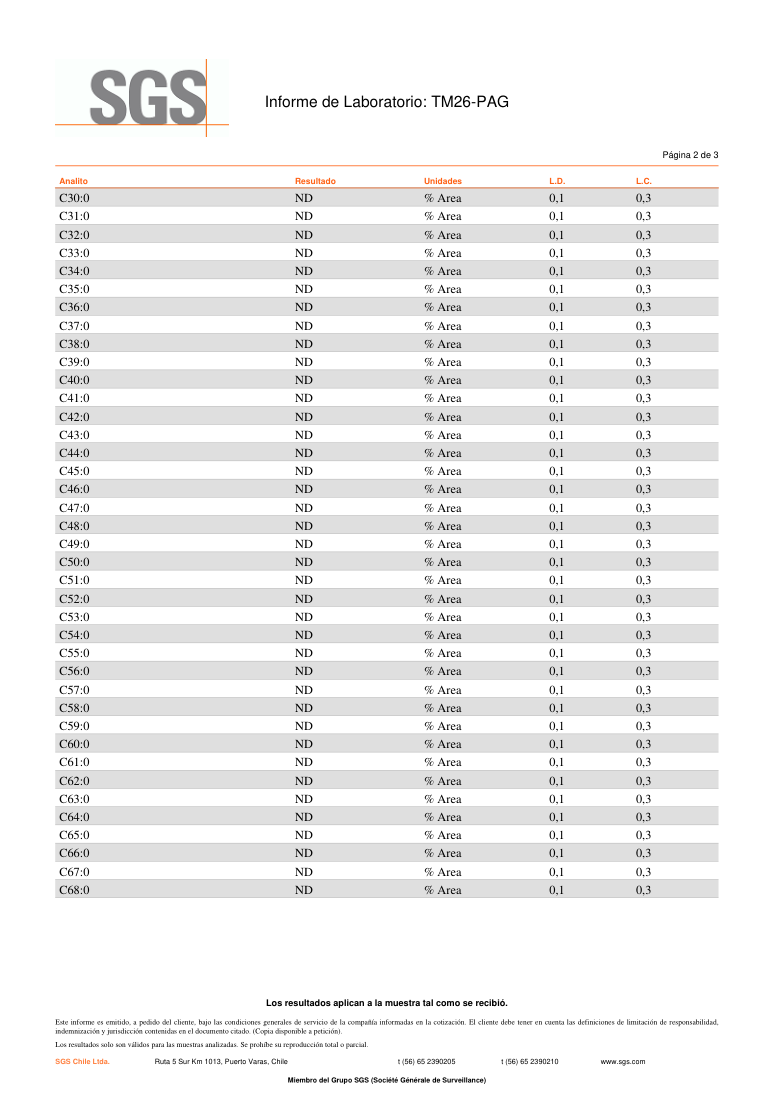 SGS
Informe de Laboratorio: TM26-PAG
Página 2 de 3
Analito Resultado Unidades L.D. L.C.
C30:0 ND % Area 0,1 0,3
C31:0 ND % Area 0,1 0,3
C32:0 ND % Area 0,1 0,3
C33:0 ND % Area 0,1 0,3
C34:0 ND % Area 0,1 0,3
C35:0 ND % Area 0,1 0,3
C36:0 ND % Area 0,1 0,3
C37:0 ND % Area 0,1 0,3
C38:0 ND % Area 0,1 0,3
C39:0 ND % Area 0,1 0,3
C40:0 ND % Area 0,1 0,3
C41:0 ND % Area 0,1 0,3
C42:0 ND % Area 0,1 0,3
C43:0 ND % Area 0,1 0,3
C44:0 ND % Area 0,1 0,3
C45:0 ND % Area 0,1 0,3
C46:0 ND % Area 0,1 0,3
C47:0 ND % Area 0,1 0,3
C48:0 ND % Area 0,1 0,3
C49:0 ND % Area 0,1 0,3
C50:0 ND % Area 0,1 0,3
C51:0 ND % Area 0,1 0,3
C52:0 ND % Area 0,1 0,3
C53:0 ND % Area 0,1 0,3
C54:0 ND % Area 0,1 0,3
C55:0 ND % Area 0,1 0,3
C56:0 ND % Area 0,1 0,3
C57:0 ND % Area 0,1 0,3
C58:0 ND % Area 0,1 0,3
C59:0 ND % Area 0,1 0,3
C60:0 ND % Area 0,1 0,3
C61:0 ND % Area 0,1 0,3
C62:0 ND % Area 0,1 0,3
C63:0 ND % Area 0,1 0,3
C64:0 ND % Area 0,1 0,3
C65:0 ND % Area 0,1 0,3
C66:0 ND % Area 0,1 0,3
C67:0 ND % Area 0,1 0,3
C68:0 ND % Area 0,1 0,3
Los resultados aplican a la muestra tal como se recibió.
Este informe es emitido, a pedido del cliente, bajo las condiciones generales de servicio de la compañía informadas en la cotización. El cliente debe tener en cuenta las definiciones de limitación de responsabilidad,
indemnización y jurisdicción contenidas en el documento citado. (Copia disponible a petición).
Los resultados solo son válidos para las muestras analizadas. Se prohíbe su reproducción total o parcial.
SGS Chile Ltda. Ruta 5 Sur Km 1013, Puerto Varas, Chile t (56) 65 2390205 t (56) 65 2390210 www.sgs.com
Miembro del Grupo SGS (Société Générale de Surveillance)